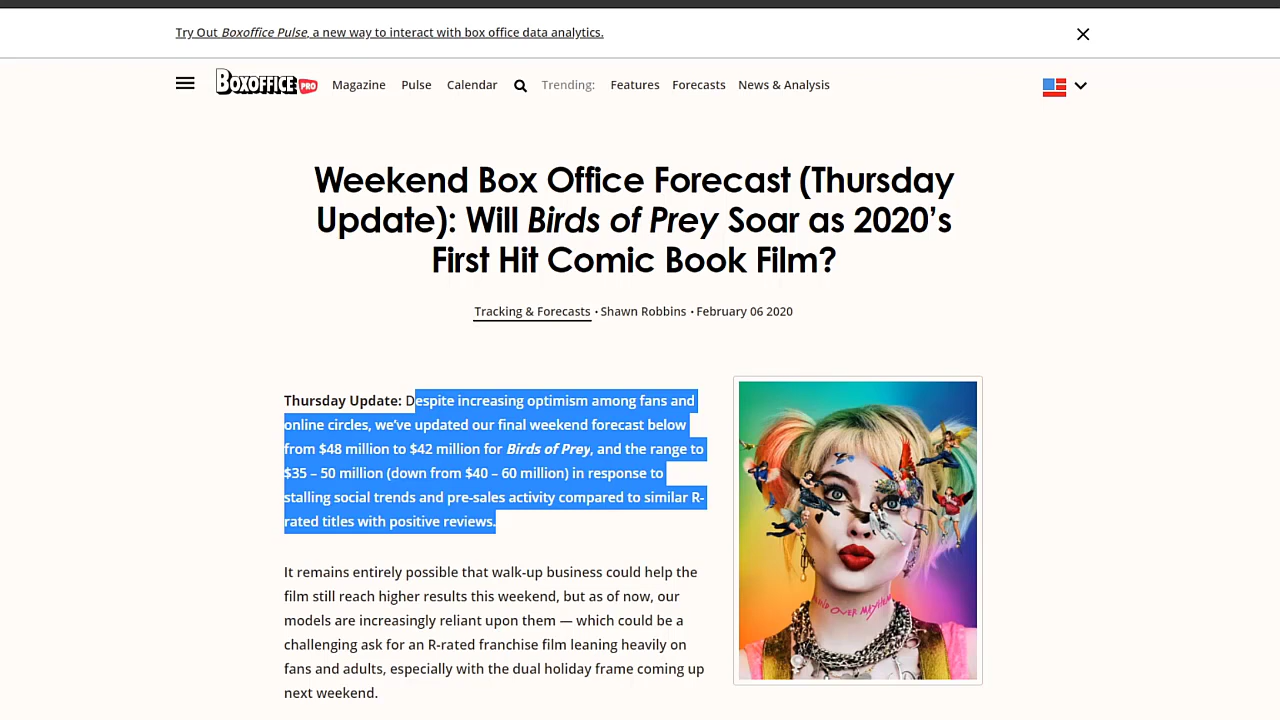 Try Out Boxoffice Pulse, a new way to interact with box office data analytics.
BOXOFFICE PRO Magazine Pulse Calendar Trending: Features Forecasts News & Analysis
Weekend Box Office Forecast (Thursday
Update): Will Birds of Prey Soar as 2020’s
First Hit Comic Book Film?
Tracking & Forecasts · Shawn Robbins · February 06 2020
Thursday Update: Despite increasing optimism among fans and
online circles, we’ve updated our final weekend forecast below
from $48 million to $42 million for Birds of Prey, and the range to
$35 – 50 million (down from $40 – 60 million) in response to
stalling social trends and pre-sales activity compared to similar R-
rated titles with positive reviews.
It remains entirely possible that walk-up business could help the
film still reach higher results this weekend, but as of now, our
models are increasingly reliant upon them — which could be a
challenging ask for an R-rated franchise film leaning heavily on
fans and adults, especially with the dual holiday frame coming up
next weekend.
MIND OVER MAYHEM